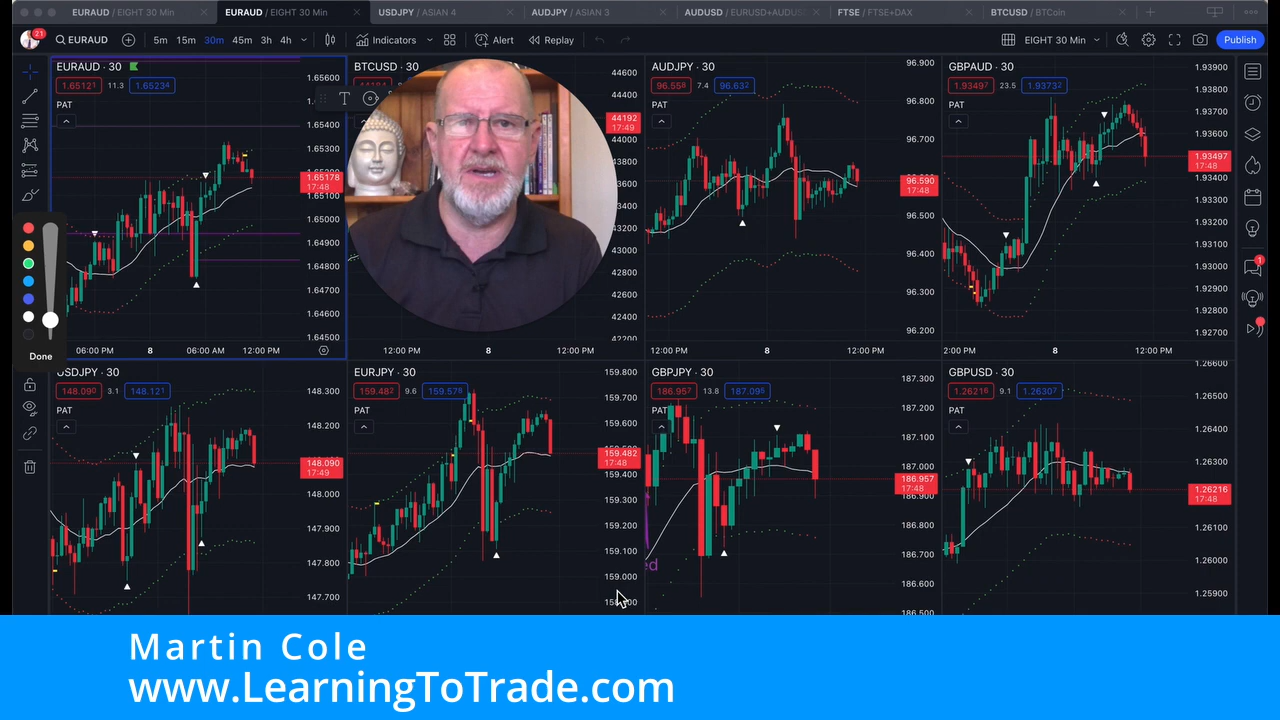 EURAUD / EIGHT 30 Min
EURAUD / EIGHT 30 Min
USDJPY / ASIAN 4
AUDJPY / ASIAN 3
AUDUSD / EURUSD+AUDUS
FTSE / FTSE+DAX
BTCUSD / BTCoin
21
EURAUD
5m 15m 30m 45m 3h 4h
Indicators
Alert
Replay
EIGHT 30 Min
Publish
EURAUD · 30
1.65121 11.3 1.65234
PAT
1.65600
1.65400
1.65300
1.65178
17:48
1.65100
1.65000
1.64900
1.64800
1.64600
1.64500
06:00 PM 8 06:00 AM 12:00 PM
Done
BTCUSD · 30
PAT
44600
44400
44192
17:49
44000
43800
43600
43400
43200
43000
42800
42600
42400
42200
12:00 PM 8 12:00 PM
AUDJPY · 30
96.558 7.4 96.632
PAT
96.900
96.800
96.700
96.590
17:48
96.500
96.400
96.300
96.200
12:00 PM 8 12:00 PM
GBPAUD · 30
1.93497 23.5 1.93732
PAT
1.93900
1.93800
1.93700
1.93600
1.93497
17:48
1.93400
1.93300
1.93200
1.93100
1.93000
1.92900
1.92800
1.92700
2:00 PM 8 12:00 PM
1
USDJPY · 30
148.090 3.1 148.121
PAT
148.300
148.200
148.090
17:49
148.000
147.900
147.800
147.700
EURJPY · 30
159.482 9.6 159.578
PAT
159.800
159.700
159.600
159.482
17:48
159.400
159.300
159.200
159.100
159.000
GBPJPY · 30
186.957 13.8 187.095
PAT
187.300
187.200
187.100
187.000
186.957
17:48
186.900
186.800
186.700
186.600
186.500
ed
GBPUSD · 30
1.26216 9.1 1.26307
PAT
1.26600
1.26500
1.26400
1.26300
1.26216
17:48
1.26100
1.26000
1.25900
Martin Cole
www.LearningToTrade.com